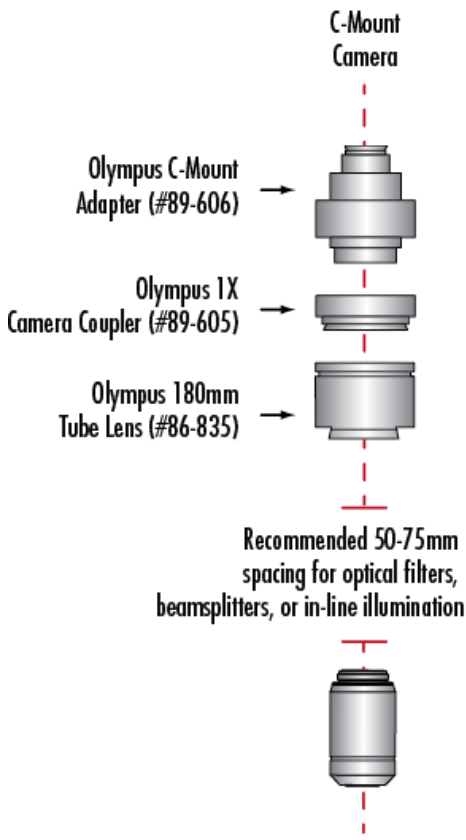 C-Mount
Camera
Olympus C-Mount
Adapter (#89-606)
Olympus 1X
Camera Coupler (#89-605)
Olympus 180mm
Tube Lens (#86-835)
Recommended 50-75mm
spacing for optical filters,
beamsplitters, or in-line illumination